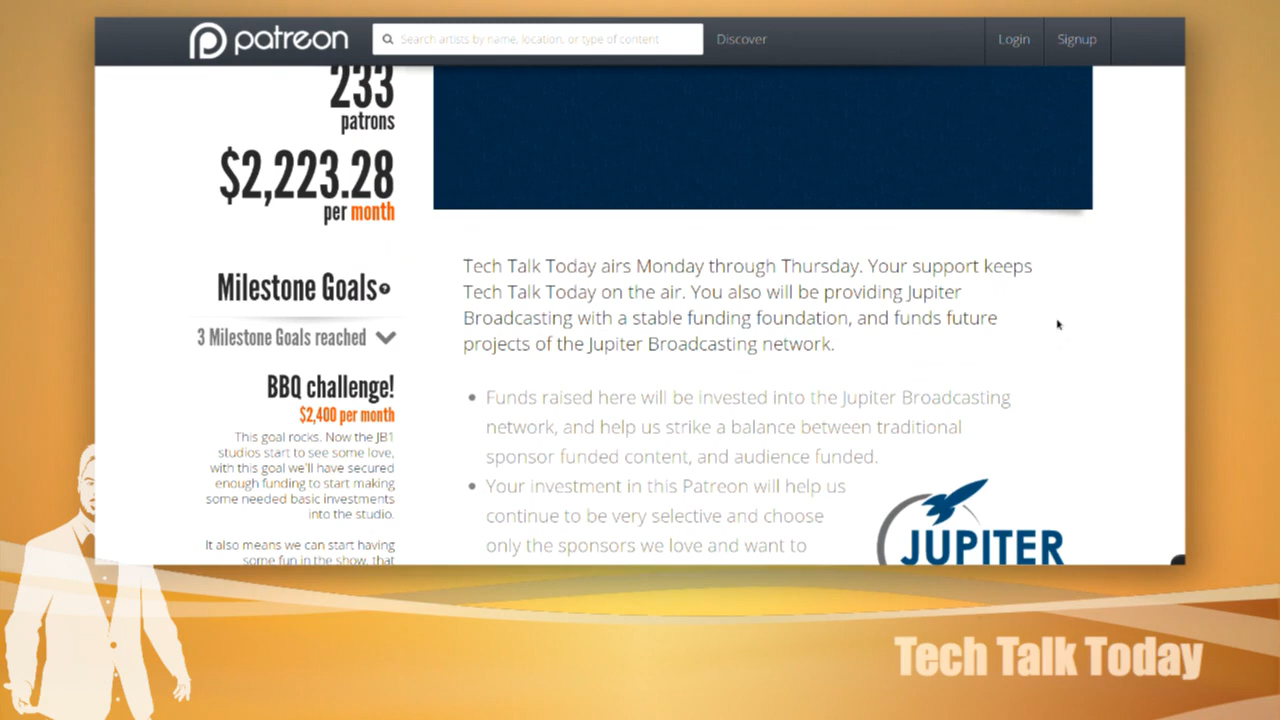 patreon
Search artists by name, location, or type of content
Discover
Login
Signup
233
patrons
$2,223.28
per month
Milestone Goals
3 Milestone Goals reached
BBQ challenge!
$2,400 per month
This goal rocks. Now the JB1
studios start to see some love,
with this goal we'll have secured
enough funding to start making
some needed basic investments
into the studio.
It also means we can start having
some fun in the show, that
Tech Talk Today airs Monday through Thursday. Your support keeps
Tech Talk Today on the air. You also will be providing Jupiter
Broadcasting with a stable funding foundation, and funds future
projects of the Jupiter Broadcasting network.
• Funds raised here will be invested into the Jupiter Broadcasting
network, and help us strike a balance between traditional
sponsor funded content, and audience funded.
• Your investment in this Patreon will help us
continue to be very selective and choose
only the sponsors we love and want to
JUPITER
Tech Talk Today